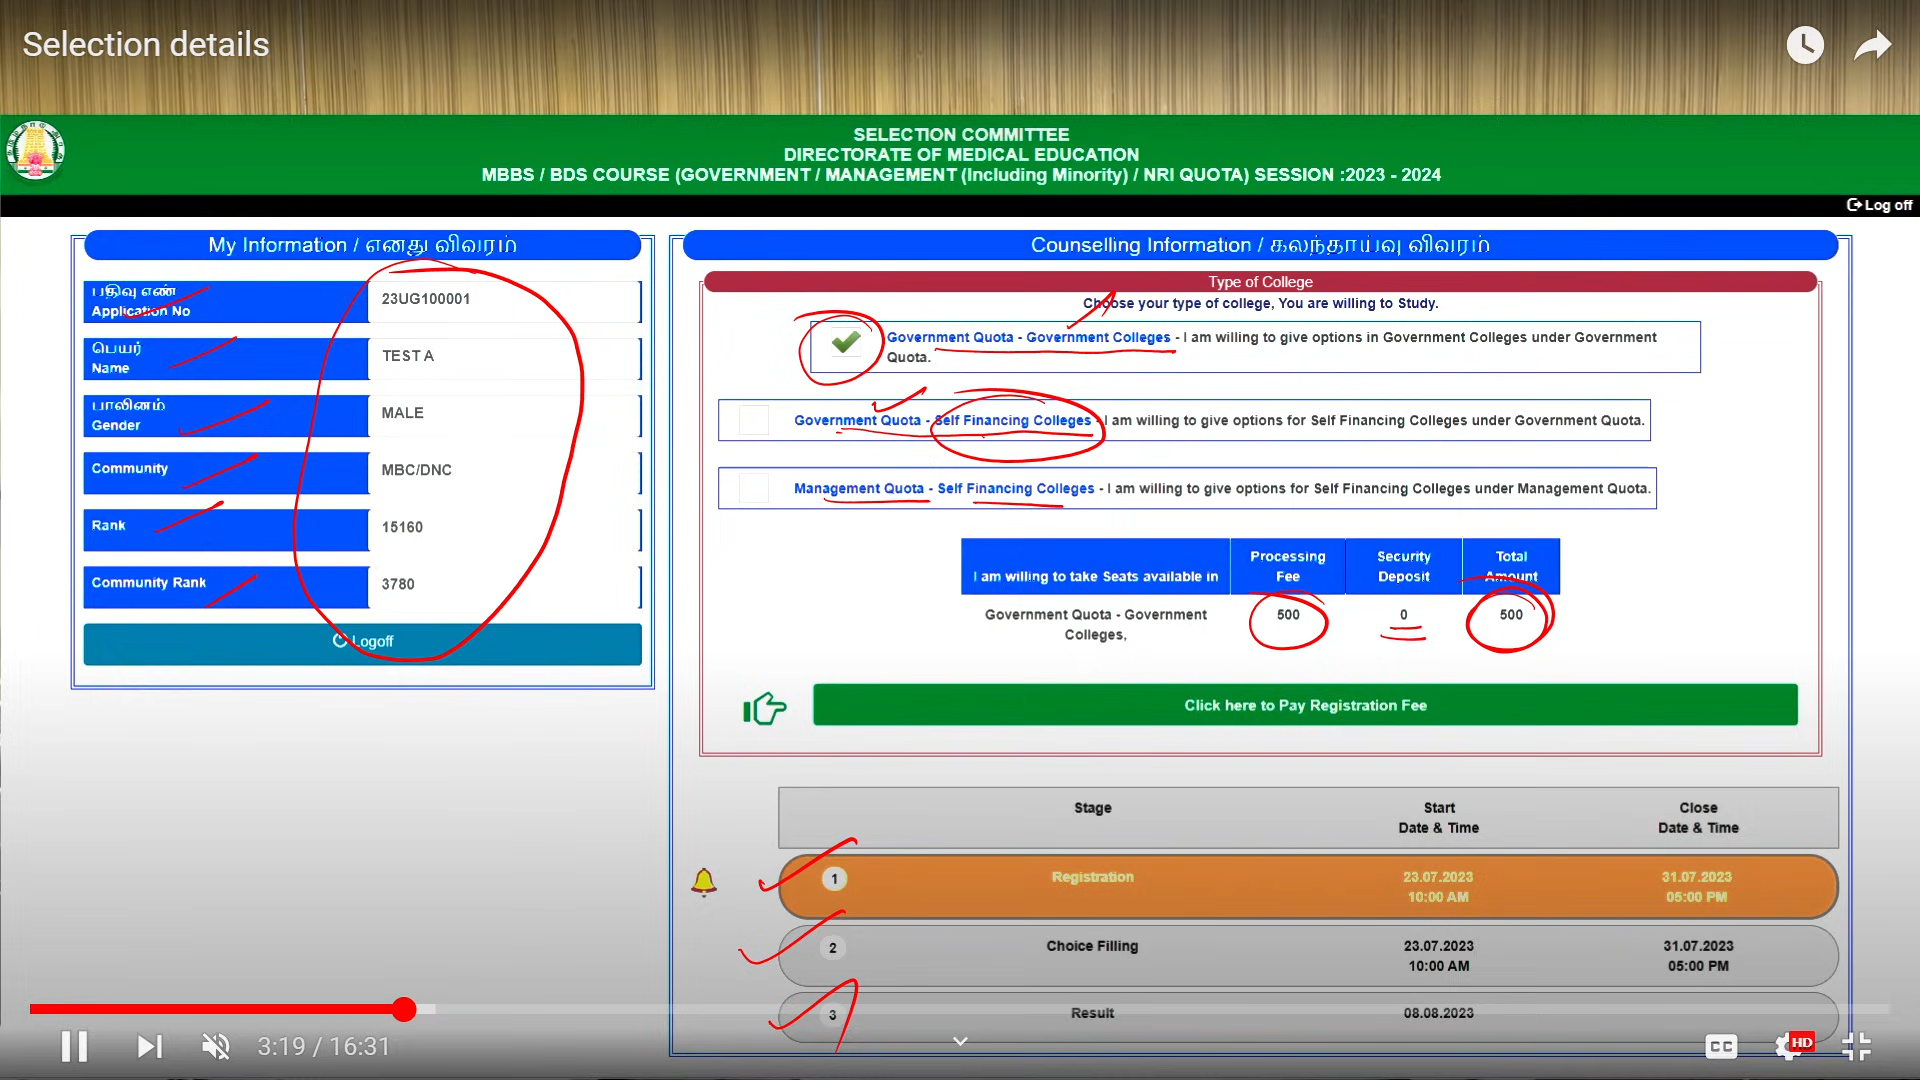 Selection details
SELECTION COMMITTEE
DIRECTORATE OF MEDICAL EDUCATION
MBBS / BDS COURSE (GOVERNMENT / MANAGEMENT (Including Minority) / NRI QUOTA) SESSION :2023 - 2024
Log off
My Information / எனது விவரம்
பதிவு எண்
Application No
23UG100001
பெயர்
Name
TEST A
பாலினம்
Gender
MALE
Community
MBC/DNC
Rank
15160
Community Rank
3780
Logoff
Counselling Information / கலந்தாய்வு விவரம்
Type of College
Choose your type of college, You are willing to Study.
Government Quota - Government Colleges - I am willing to give options in Government Colleges under Government
Quota.
Government Quota - Self Financing Colleges - I am willing to give options for Self Financing Colleges under Government Quota.
Management Quota - Self Financing Colleges - I am willing to give options for Self Financing Colleges under Management Quota.
I am willing to take Seats available in
Processing
Fee
Security
Deposit
Total
Amount
Government Quota - Government
Colleges,
500
0
500
Click here to Pay Registration Fee
Stage
Start
Date & Time
Close
Date & Time
1
Registration
23.07.2023
10:00 AM
31.07.2023
05:00 PM
2
Choice Filling
23.07.2023
10:00 AM
31.07.2023
05:00 PM
3
Result
08.08.2023
3:19 / 16:31
CC
HD